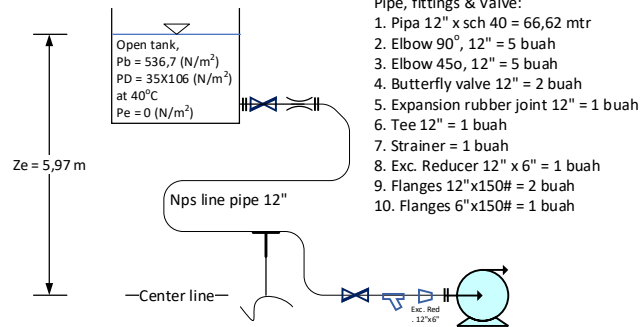 Open tank,
Pb = 536,7 (N/m²)
PD = 35X106 (N/m²)
at 40°C
Pe = 0 (N/m²)
Ze = 5,97 m
Nps line pipe 12"
Center line
Exc. Red
. 12"x6"
Pipe, fittings & valve:
1. Pipa 12" x sch 40 = 66,62 mtr
2. Elbow 90°, 12" = 5 buah
3. Elbow 45o, 12" = 5 buah
4. Butterfly valve 12" = 2 buah
5. Expansion rubber joint 12" = 1 buah
6. Tee 12" = 1 buah
7. Strainer = 1 buah
8. Exc. Reducer 12" x 6" = 1 buah
9. Flanges 12"x150# = 2 buah
10. Flanges 6"x150# = 1 buah